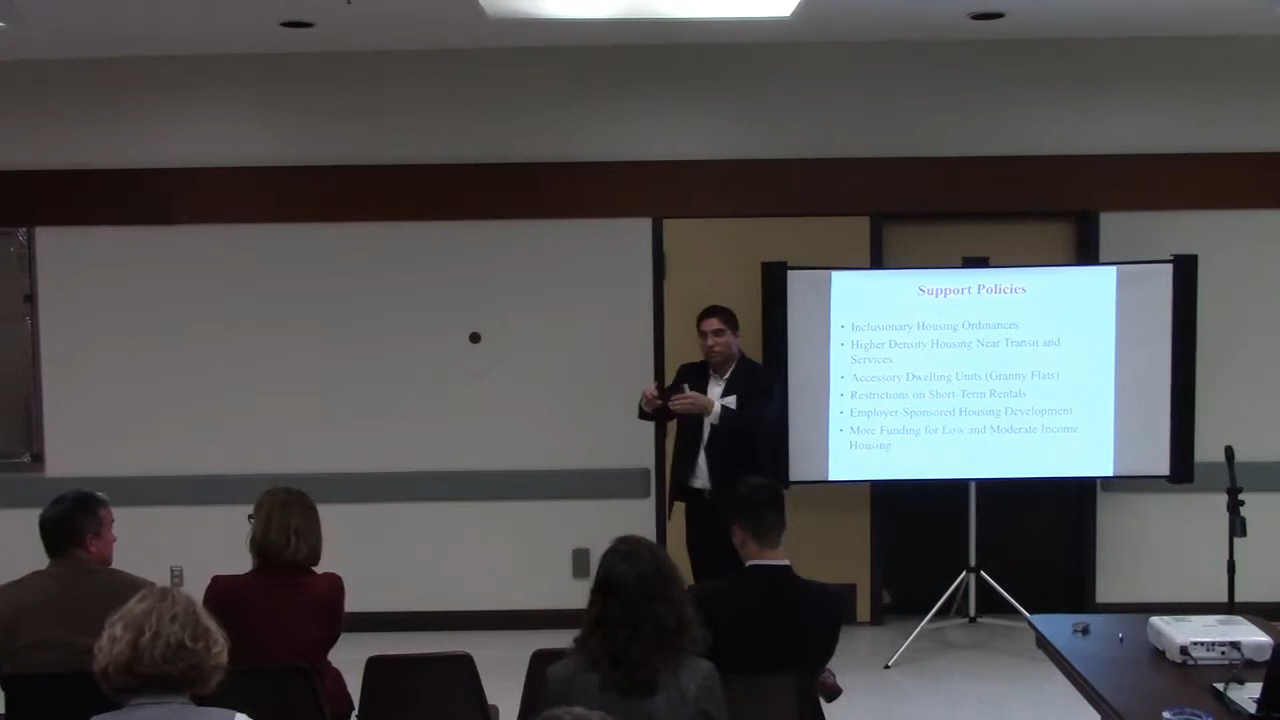 Support Policies
• Inclusionary Housing Ordinances
• Higher Density Housing Near Transit and
Services
• Accessory Dwelling Units (Granny Flats)
• Restrictions on Short-Term Rentals
• Employer-Sponsored Housing Development
• More Funding for Low and Moderate Income
Housing